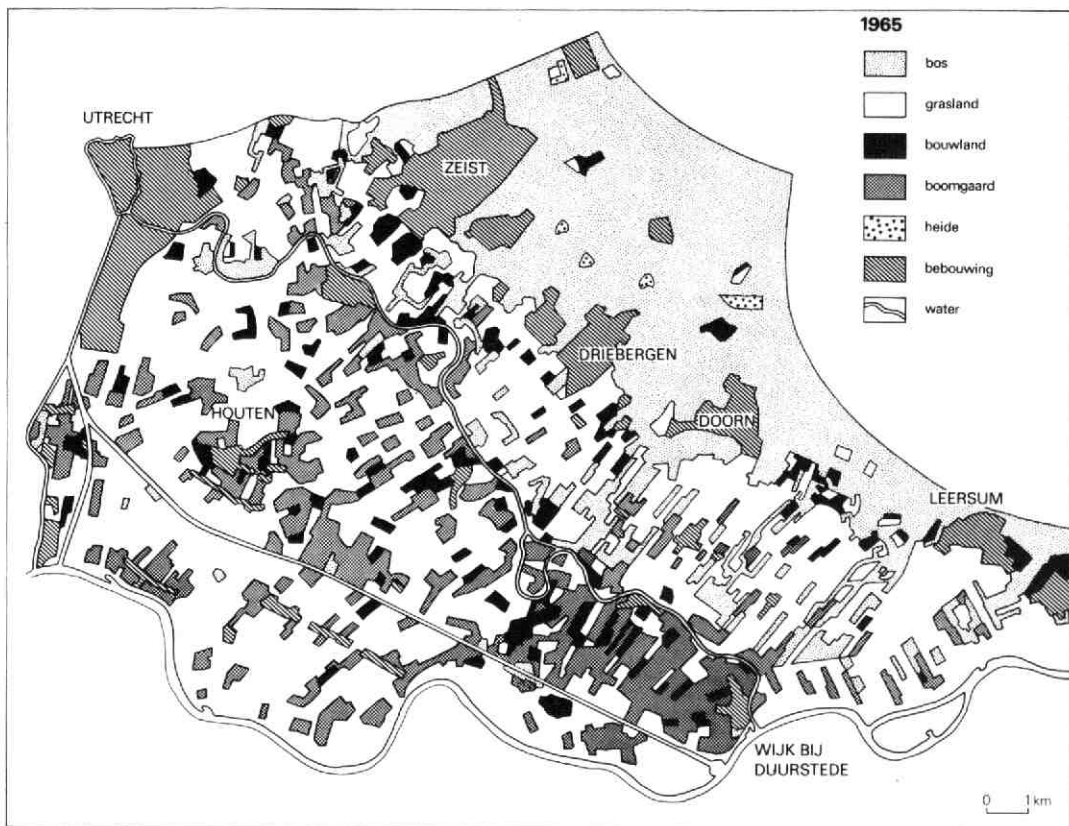 1965
bos
grasland
bouwland
boomgaard
heide
bebouwing
water
UTRECHT
ZEIST
DRIEBERGEN
HOUTEN
DOORN
LEERSUM
WIJK BIJ
DUURSTEDE
0 1 km